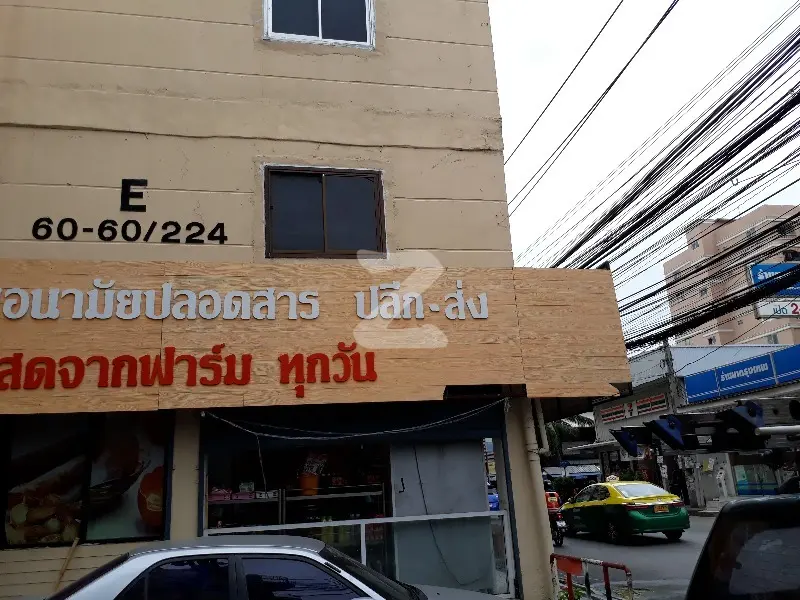 E
60-60/224
อนามัยปลอดสาร ปลีก-ส่ง
สดจากฟาร์ม ทุกวัน